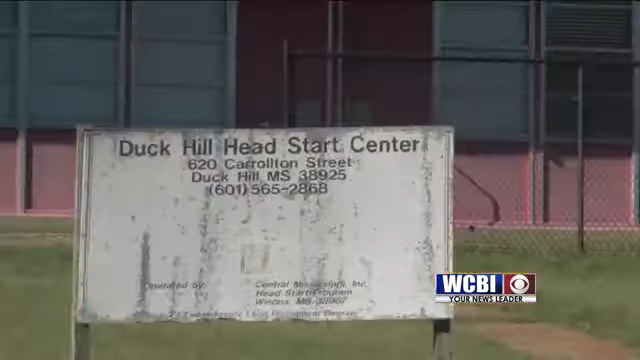 Duck Hill Head Start Center
620 Carrollton Street
Duck Hill MS 38925
(601) 565-2868
Operated by
Central Mississippi, Inc.
Head Start Program
Winona, MS 38967
WCBI
YOUR NEWS LEADER